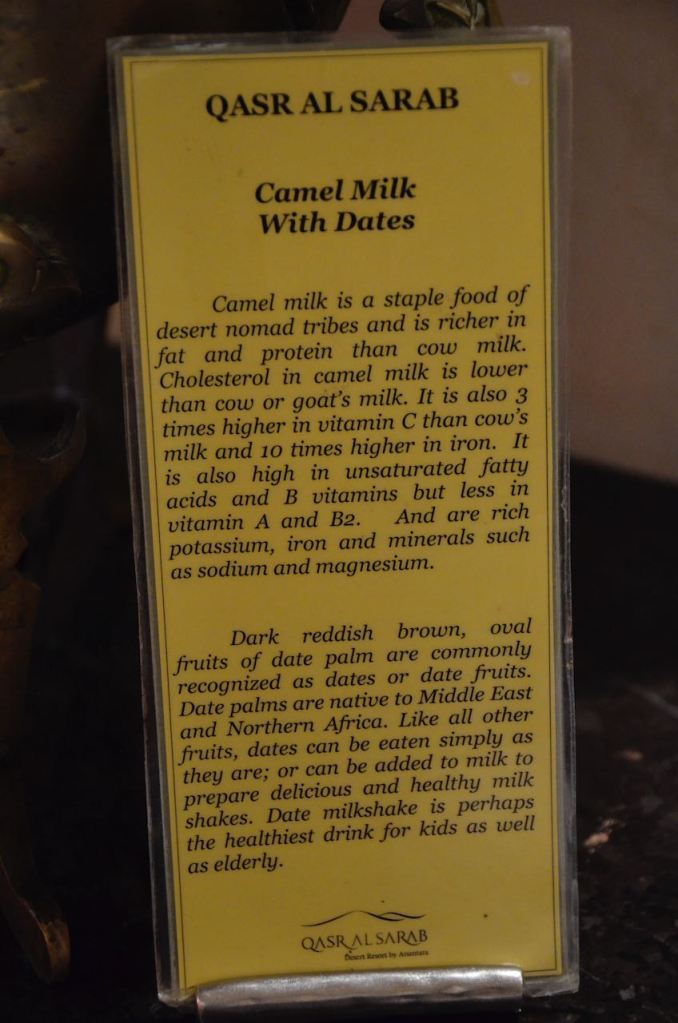 QASR AL SARAB
Camel Milk
With Dates
Camel milk is a staple food of
desert nomad tribes and is richer in
fat and protein than cow milk.
Cholesterol in camel milk is lower
than cow or goat's milk. It is also 3
times higher in vitamin C than cow's
milk and 10 times higher in iron. It
is also high in unsaturated fatty
acids and B vitamins but less in
vitamin A and B2. And are rich
potassium, iron and minerals such
as sodium and magnesium.
Dark reddish brown, oval
fruits of date palm are commonly
recognized as dates or date fruits.
Date palms are native to Middle East
and Northern Africa. Like all other
fruits, dates can be eaten simply as
they are; or can be added to milk to
prepare delicious and healthy milk
shakes. Date milkshake is perhaps
the healthiest drink for kids as well
as elderly.
QASR AL SARAB
Desert Resort by Anantara